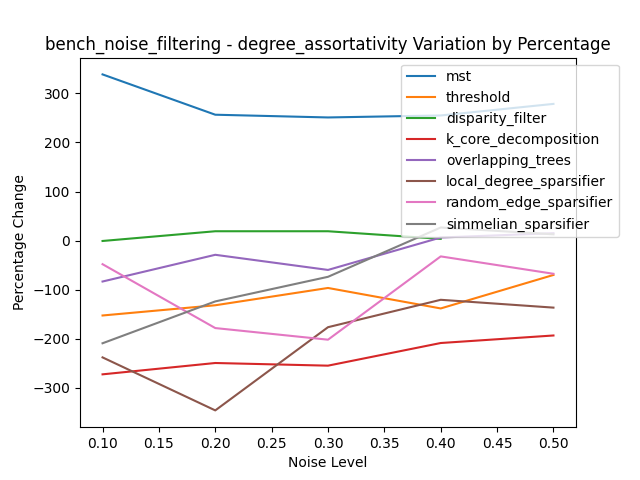 bench_noise_filtering - degree_assortativity Variation by Percentage
mst
threshold
disparity_filter
k_core_decomposition
overlapping_trees
local_degree_sparsifier
random_edge_sparsifier
simmelian_sparsifier
Percentage Change
300
200
100
0
−100
−200
−300
0.10 0.15 0.20 0.25 0.30 0.35 0.40 0.45 0.50
Noise Level